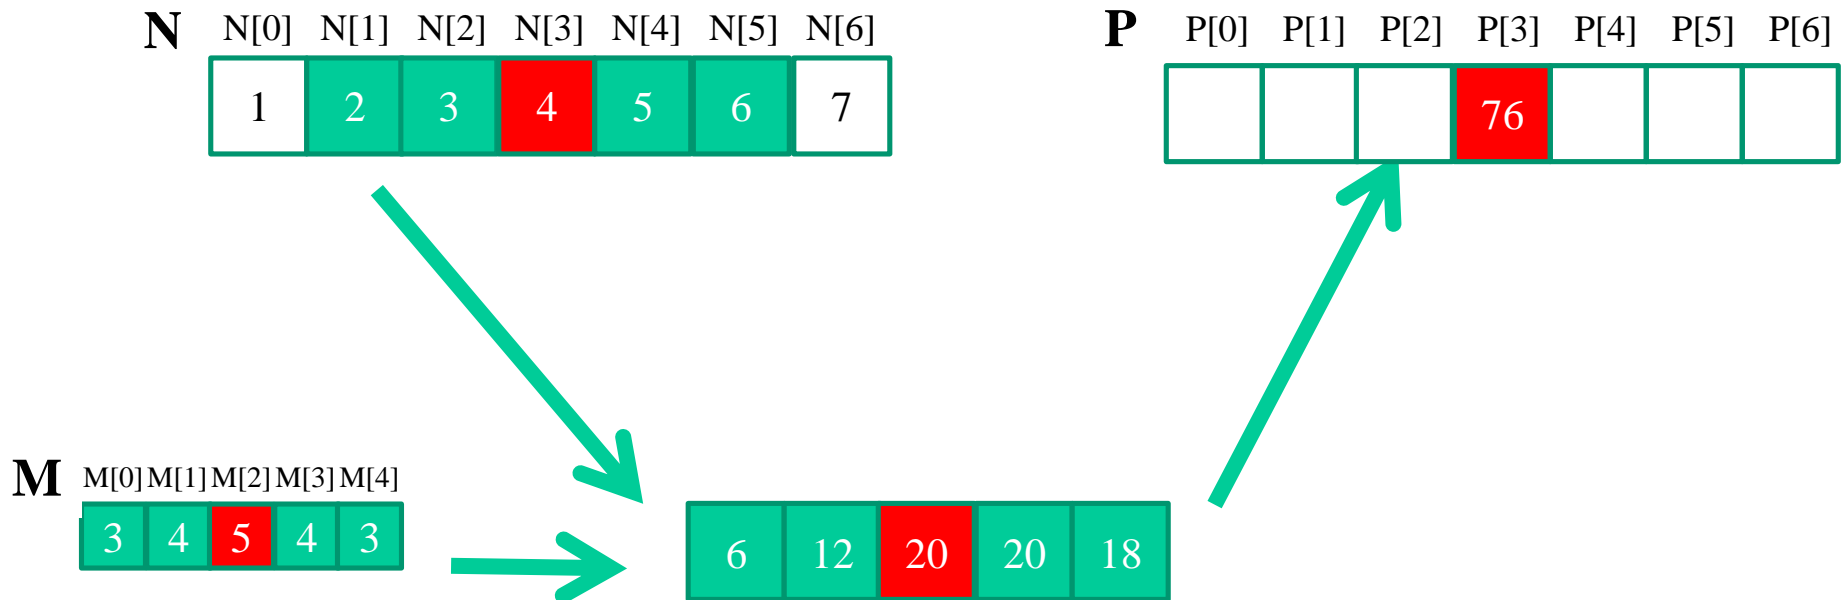 N N[0] N[1] N[2] N[3] N[4] N[5] N[6]
1 2 3 4 5 6 7
P P[0] P[1] P[2] P[3] P[4] P[5] P[6]
76
M M[0] M[1] M[2] M[3] M[4]
3 4 5 4 3
6 12 20 20 18